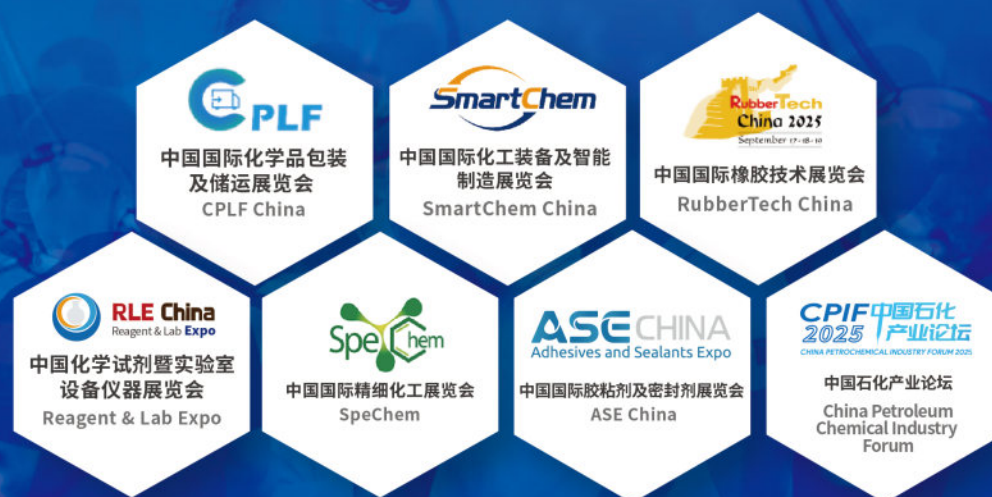 CPLF
中国国际化学品包装
及储运展览会
CPLF China
SmartChem
中国国际化工装备及智能
制造展览会
SmartChem China
RubberTech
China 2025
September 17-18-19
中国国际橡胶技术展览会
RubberTech China
RLE China
Reagent & Lab Expo
中国化学试剂暨实验室
设备仪器展览会
Reagent & Lab Expo
SpeChem
中国国际精细化工展览会
SpeChem
ASE CHINA
Adhesives and Sealants Expo
中国国际胶粘剂及密封剂展览会
ASE China
CPIF 中国石化
2025 产业论坛
CHINA PETROCHEMICAL INDUSTRY FORUM 2025
中国石化产业论坛
China Petroleum
Chemical Industry
Forum